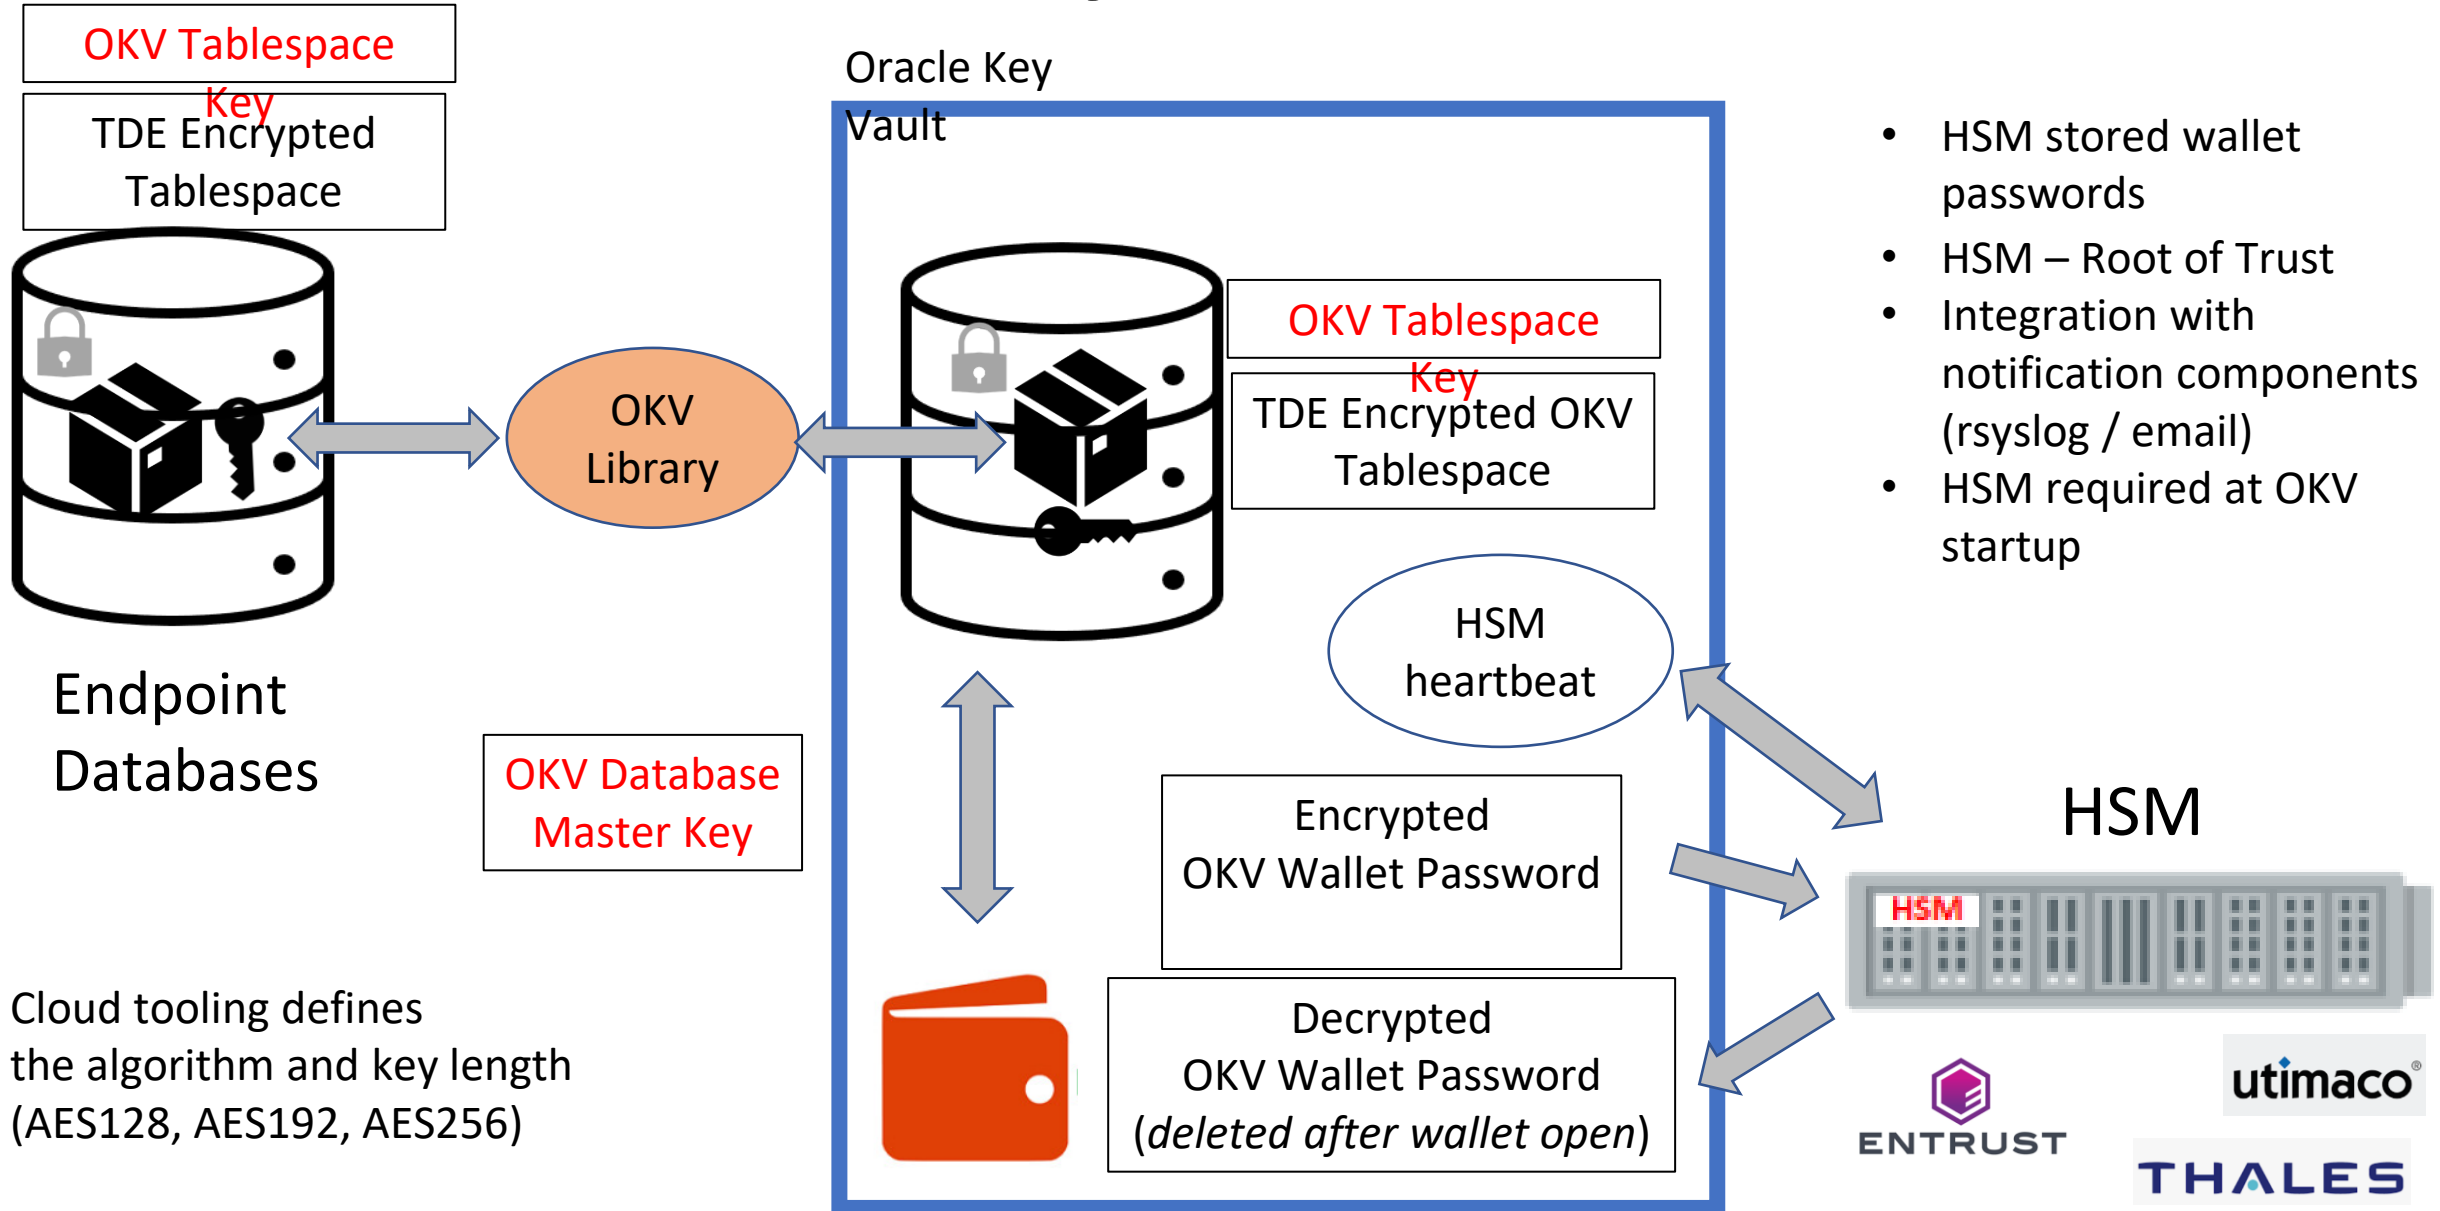 OKV Tablespace
Key
TDE Encrypted
Tablespace
Oracle Key
Vault
OKV
Library
OKV Tablespace
Key
TDE Encrypted OKV
Tablespace
HSM
heartbeat
• HSM stored wallet
passwords
• HSM – Root of Trust
• Integration with
notification components
(rsyslog / email)
• HSM required at OKV
startup
Endpoint
Databases
OKV Database
Master Key
Encrypted
OKV Wallet Password
Decrypted
OKV Wallet Password
(deleted after wallet open)
HSM
HSM
Cloud tooling defines
the algorithm and key length
(AES128, AES192, AES256)
ENTRUST
utimaco®
THALES